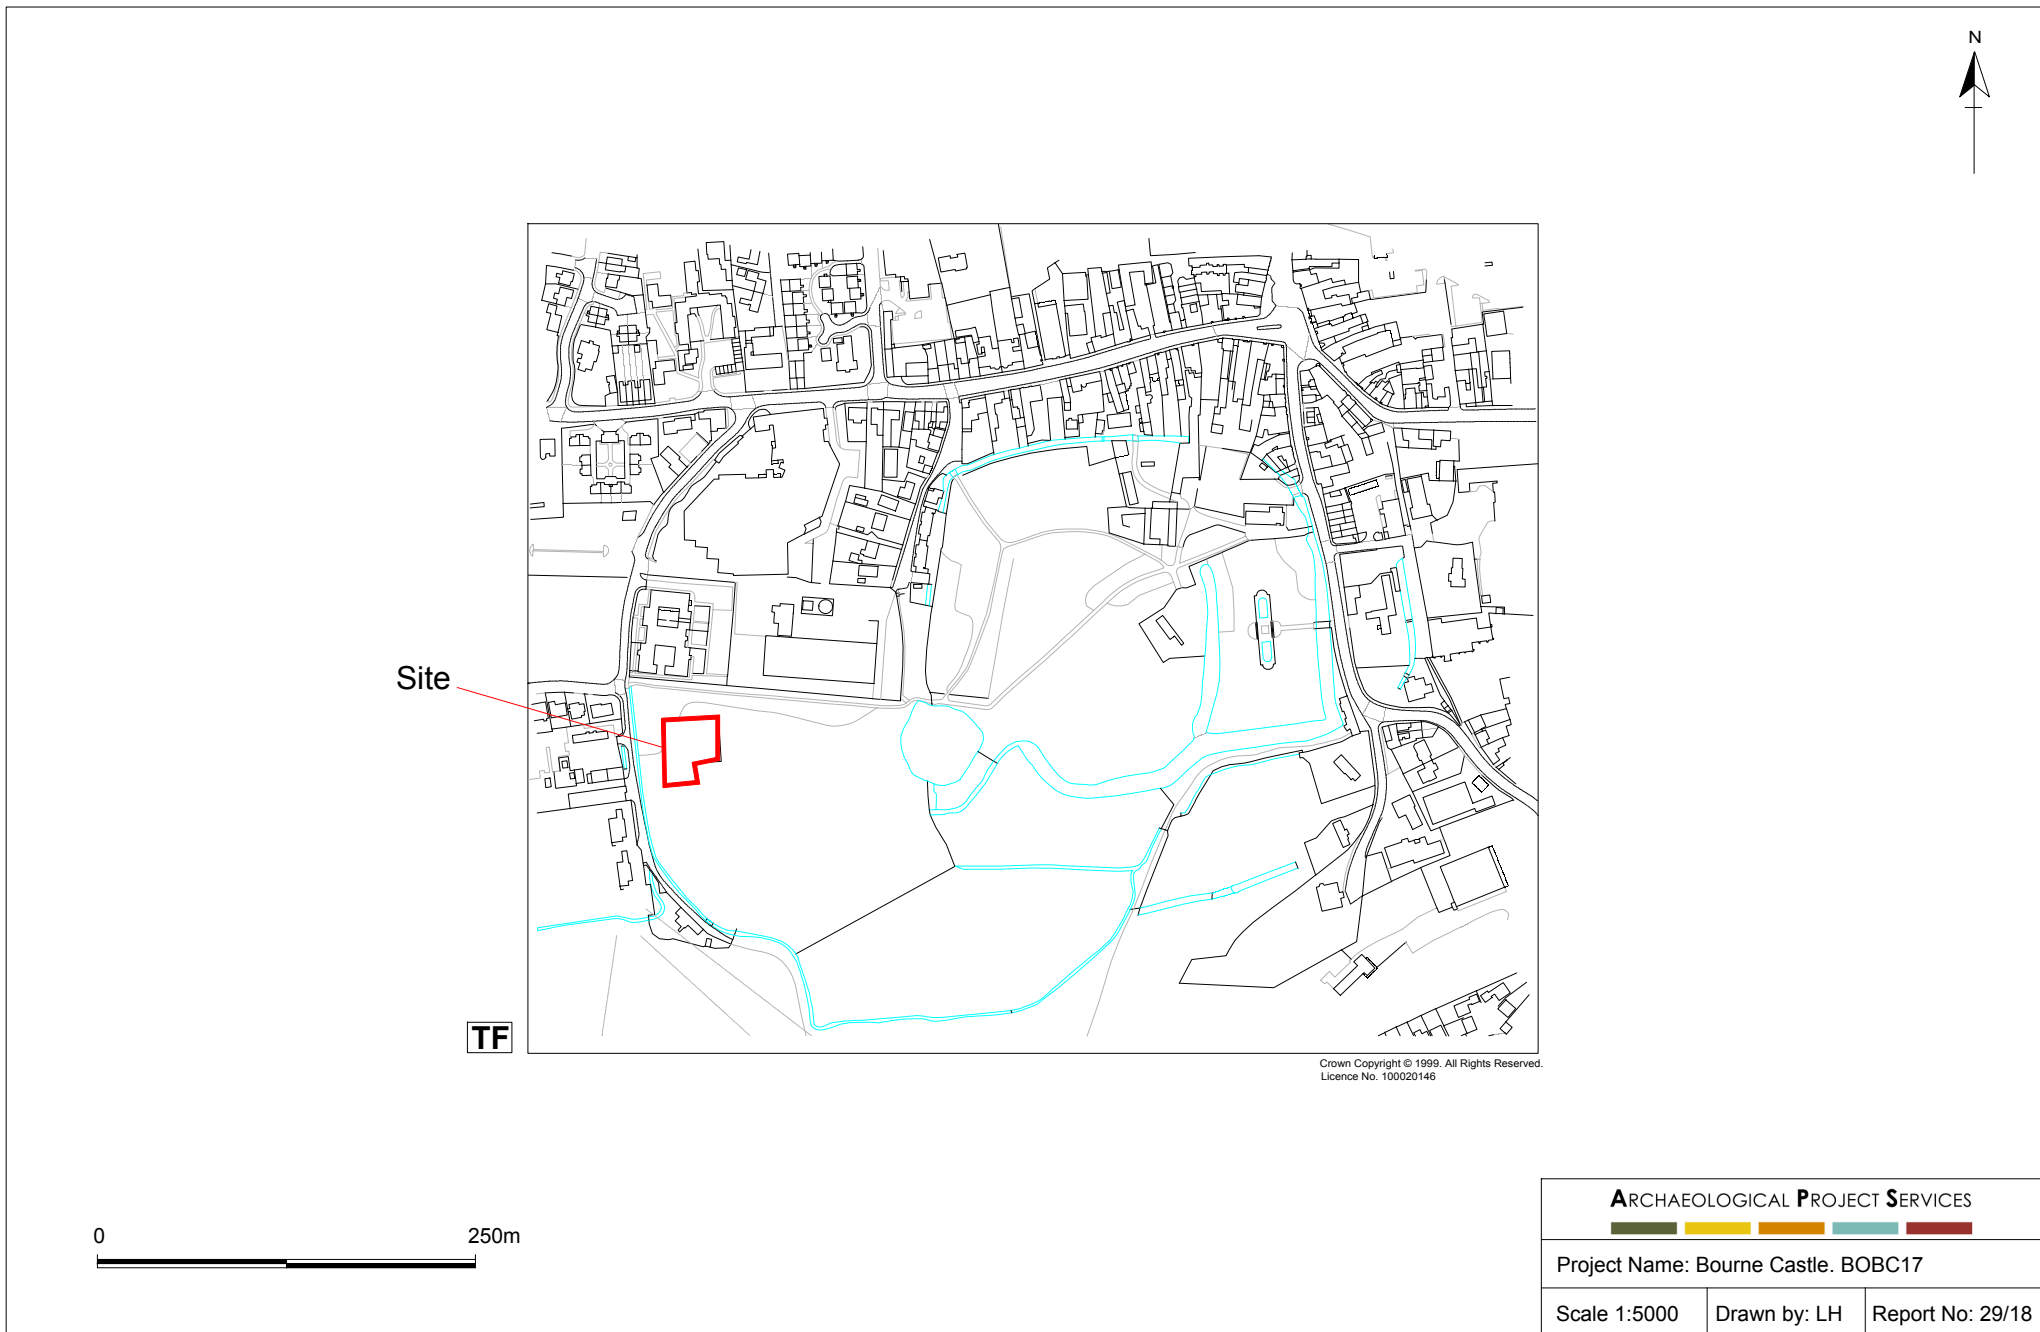 N
Site
TF
Crown Copyright © 1999. All Rights Reserved.
Licence No. 100020146
0 250m
ARCHAEOLOGICAL PROJECT SERVICES
Project Name: Bourne Castle. BOBC17
Scale 1:5000 Drawn by: LH Report No: 29/18